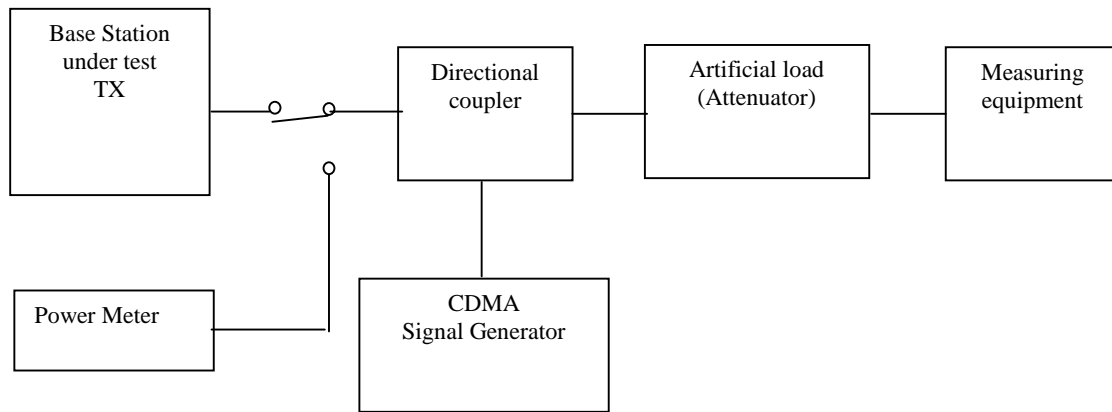 Base Station
under test
TX
Directional
coupler
Artificial load
(Attenuator)
Measuring
equipment
Power Meter
CDMA
Signal Generator